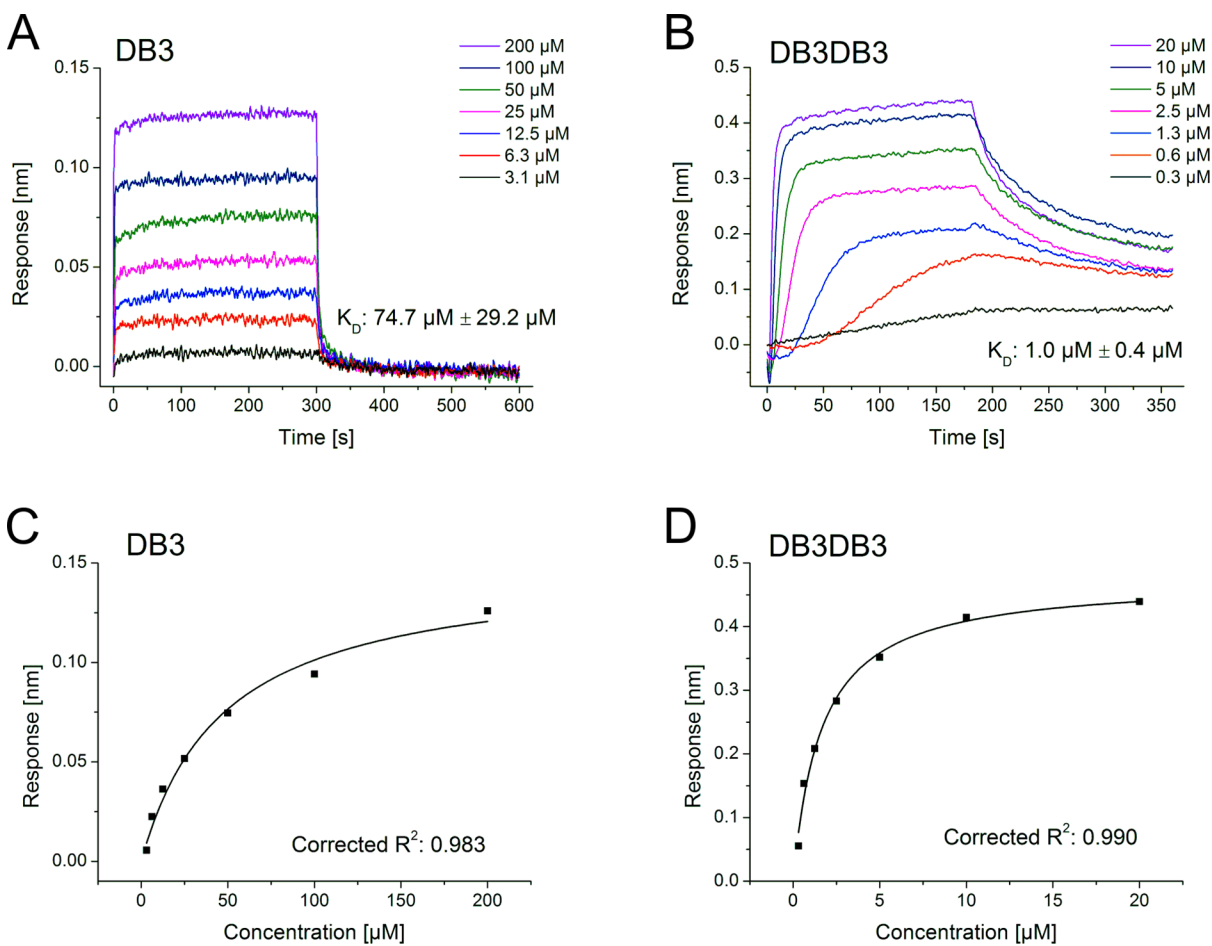 A
DB3
200 µM
100 µM
50 µM
25 µM
12.5 µM
6.3 µM
3.1 µM
0.15
0.10
0.05
0.00
Response [nm]
K_D: 74.7 µM ± 29.2 µM
0 100 200 300 400 500 600
Time [s]
B
DB3DB3
20 µM
10 µM
5 µM
2.5 µM
1.3 µM
0.6 µM
0.3 µM
0.5
0.4
0.3
0.2
0.1
0.0
Response [nm]
K_D: 1.0 µM ± 0.4 µM
0 50 100 150 200 250 300 350
Time [s]
C
DB3
0.15
0.10
0.05
0.00
Response [nm]
Corrected R²: 0.983
0 50 100 150 200
Concentration [µM]
D
DB3DB3
0.5
0.4
0.3
0.2
0.1
0.0
Response [nm]
Corrected R²: 0.990
0 5 10 15 20
Concentration [µM]